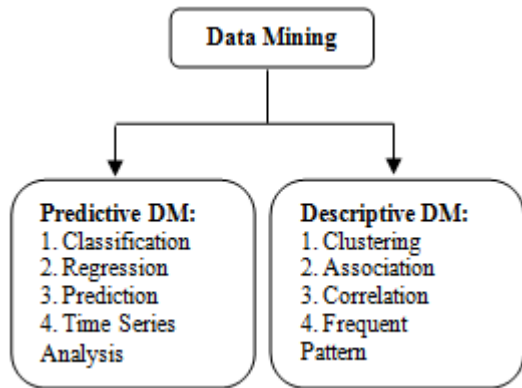 Data Mining
Predictive DM:
1. Classification
2. Regression
3. Prediction
4. Time Series
Analysis
Descriptive DM:
1. Clustering
2. Association
3. Correlation
4. Frequent
Pattern